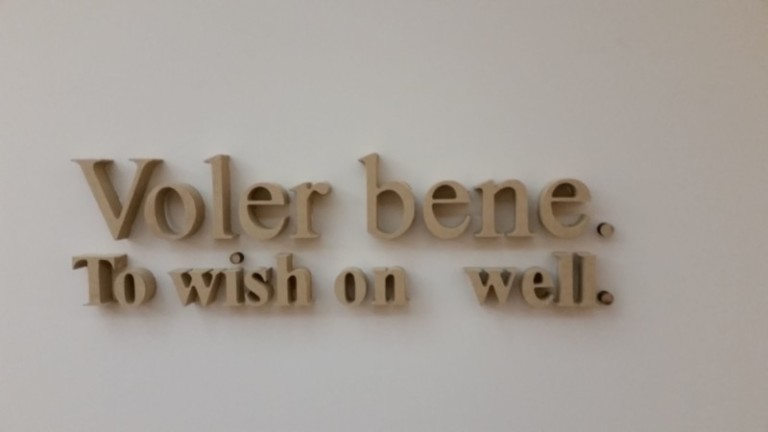 Voler bene.
To wish on well.